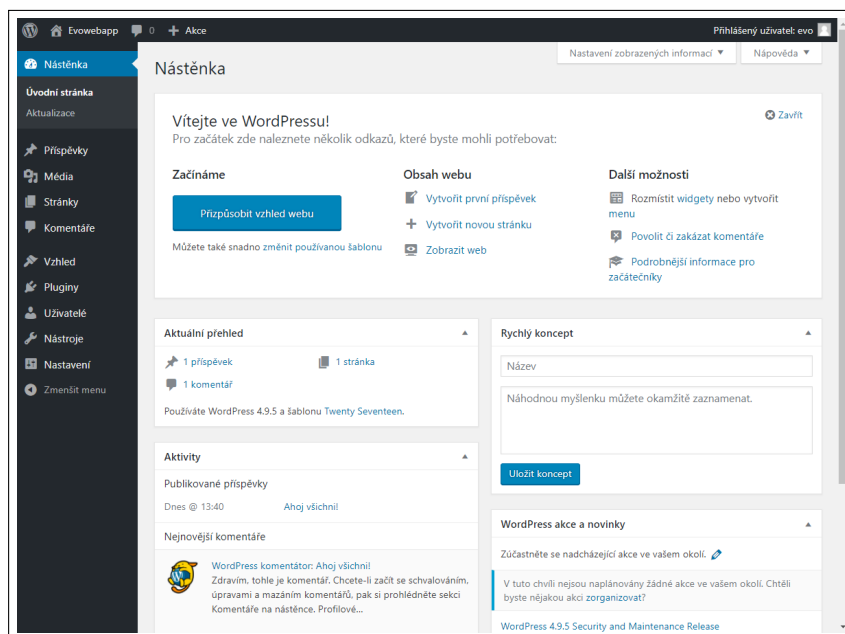 Evowebapp 0 + Akce Přihlášený uživatel: evo
Nástěnka
Úvodní stránka
Aktualizace
Příspěvky
Média
Stránky
Komentáře
Vzhled
Pluginy
Uživatelé
Nástroje
Nastavení
Zmenšit menu
Nastavení zobrazených informací ▼ Nápověda ▼
Nástěnka
Vítejte ve WordPressu!
Zavřít
Pro začátek zde naleznete několik odkazů, které byste mohli potřebovat:
Začínáme
Přizpůsobit vzhled webu
Můžete také snadno změnit používanou šablonu
Obsah webu
Vytvořit první příspěvek
Vytvořit novou stránku
Zobrazit web
Další možnosti
Rozmístit widgety nebo vytvořit
menu
Povolit či zakázat komentáře
Podrobnější informace pro
začátečníky
Aktuální přehled
1 příspěvek 1 stránka
1 komentář
Používáte WordPress 4.9.5 a šablonu Twenty Seventeen.
Aktivity
Publikované příspěvky
Dnes @ 13:40 Ahoj všichni!
Nejnovější komentáře
WordPress komentátor: Ahoj všichni!
Zdravím, tohle je komentář. Chcete-li začít se schvalováním,
úpravami a mazáním komentářů, pak si prohlédněte sekci
Komentáře na nástěnce. Profilové...
Rychlý koncept
Název
Náhodnou myšlenku můžete okamžitě zaznamenat.
Uložit koncept
WordPress akce a novinky
Zúčastněte se nadcházející akce ve vašem okolí.
V tuto chvíli nejsou naplánovány žádné akce ve vašem okolí. Chtěli
byste nějakou akci zorganizovat?
WordPress 4.9.5 Security and Maintenance Release